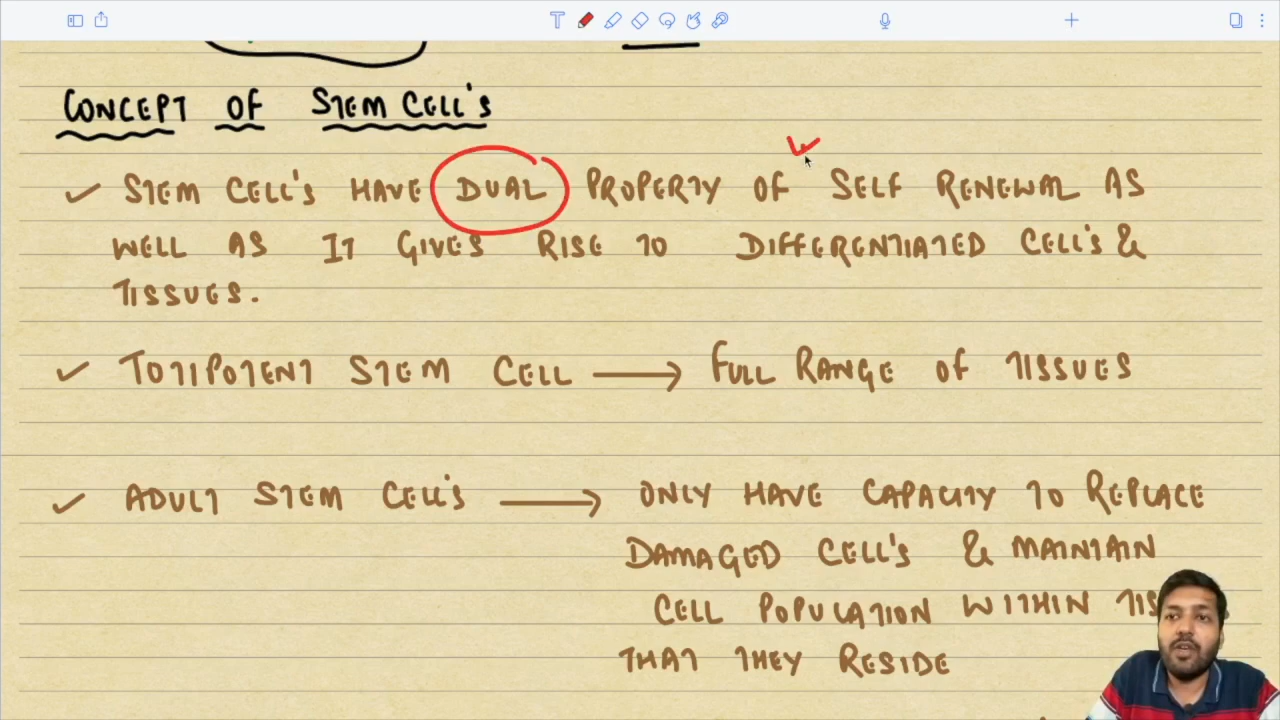 CONCEPT OF STEM CELL'S
STEM CELL'S HAVE DUAL PROPERTY OF SELF RENEWAL AS
WELL AS IT GIVES RISE TO DIFFERENTIATED CELL'S &
TISSUES.
TOTIPOTENT STEM CELL → FULL RANGE OF TISSUES
ADULT STEM CELL'S → ONLY HAVE CAPACITY TO REPLACE
DAMAGED CELL'S & MAINTAIN
CELL POPULATION WITHIN
THAT THEY RESIDE